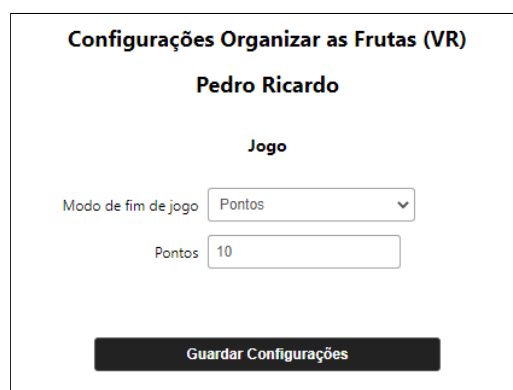 Configurações Organizar as Frutas (VR)
Pedro Ricardo
Jogo
Modo de fim de jogo Pontos
Pontos 10
Guardar Configurações